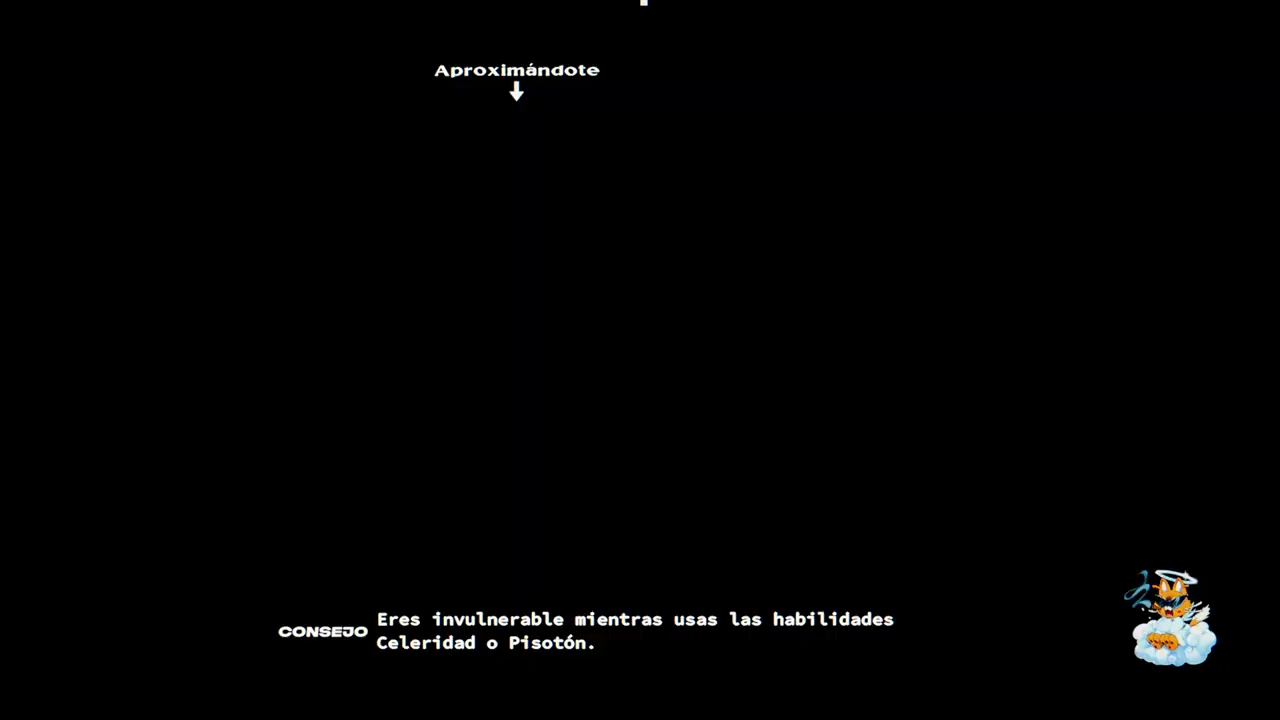 Aproximándote
CONSEJO
Eres invulnerable mientras usas las habilidades
Celeridad o Pisotón.